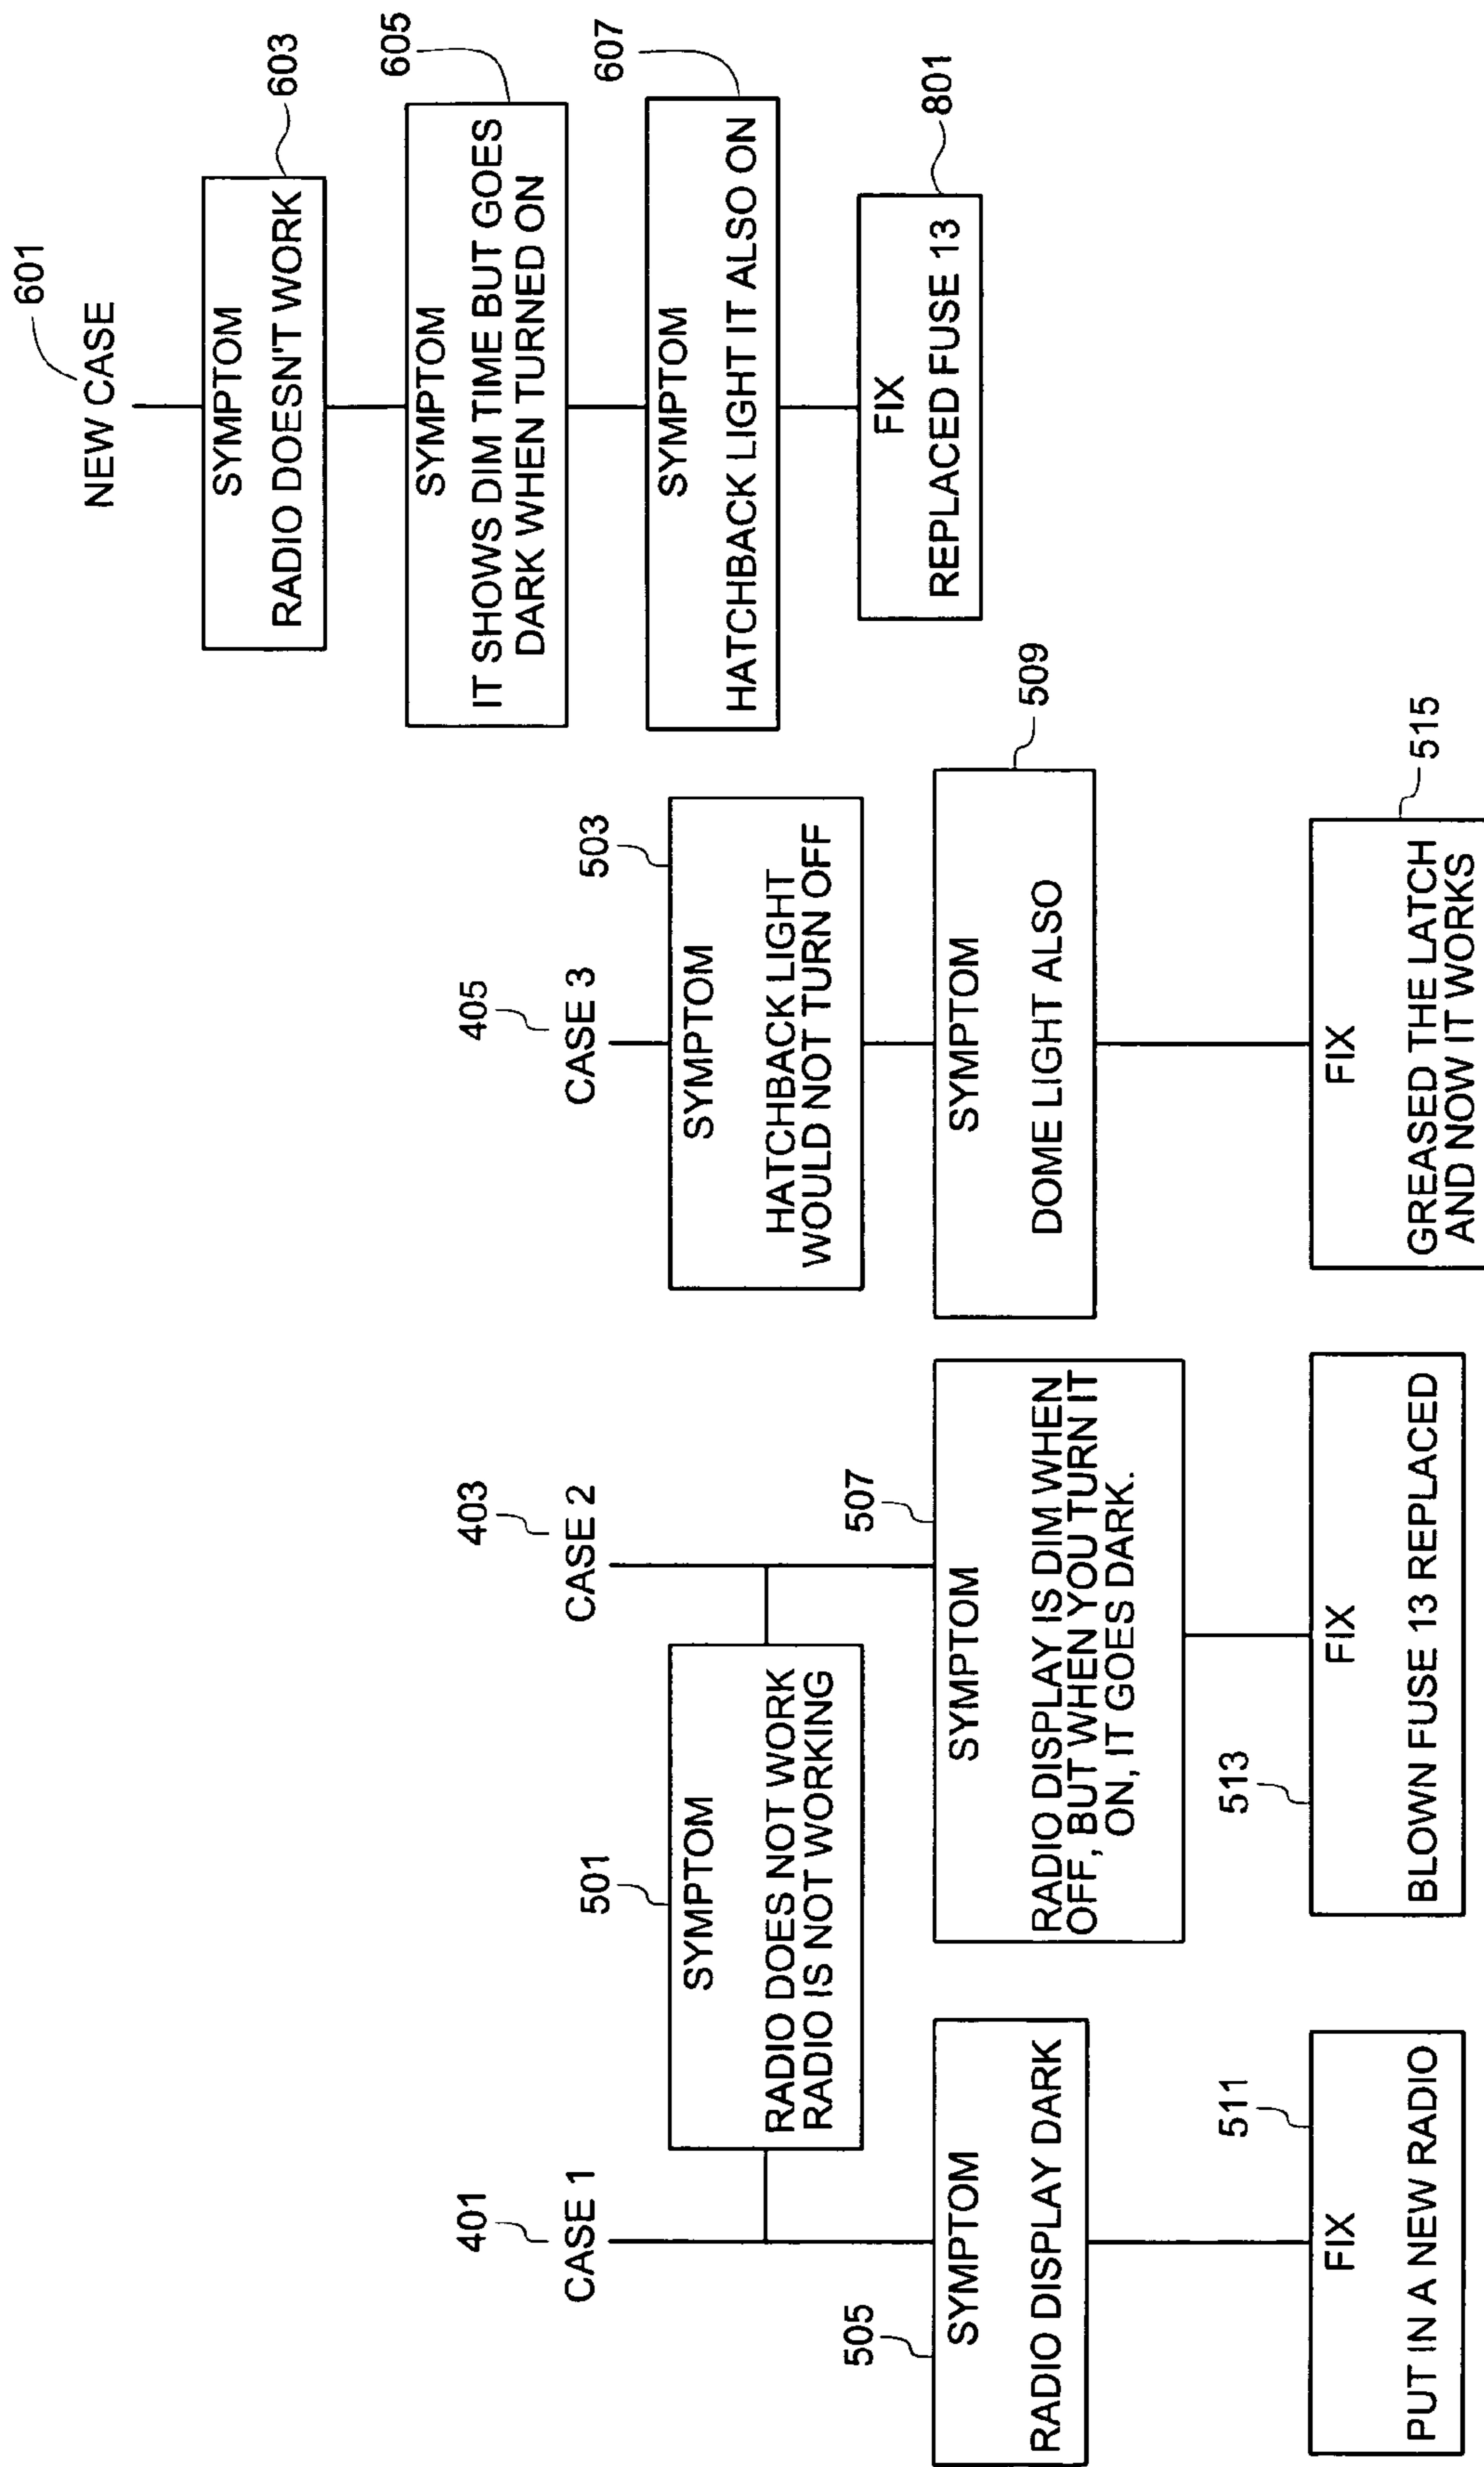 601
NEW CASE
SYMPTOM
RADIO DOESN'T WORK
603
SYMPTOM
IT SHOWS DIM TIME BUT GOES
DARK WHEN TURNED ON
605
SYMPTOM
HATCHBACK LIGHT IT ALSO ON
607
FIX
REPLACED FUSE 13
801
401
CASE 1
403
CASE 2
405
CASE 3
501
SYMPTOM
RADIO DOES NOT WORK
RADIO IS NOT WORKING
503
SYMPTOM
HATCHBACK LIGHT
WOULD NOT TURN OFF
505
SYMPTOM
RADIO DISPLAY DARK
507
SYMPTOM
RADIO DISPLAY IS DIM WHEN
OFF, BUT WHEN YOU TURN IT
ON, IT GOES DARK.
509
SYMPTOM
DOME LIGHT ALSO
511
FIX
PUT IN A NEW RADIO
513
FIX
BLOWN FUSE 13 REPLACED
515
FIX
GREASED THE LATCH
AND NOW IT WORKS